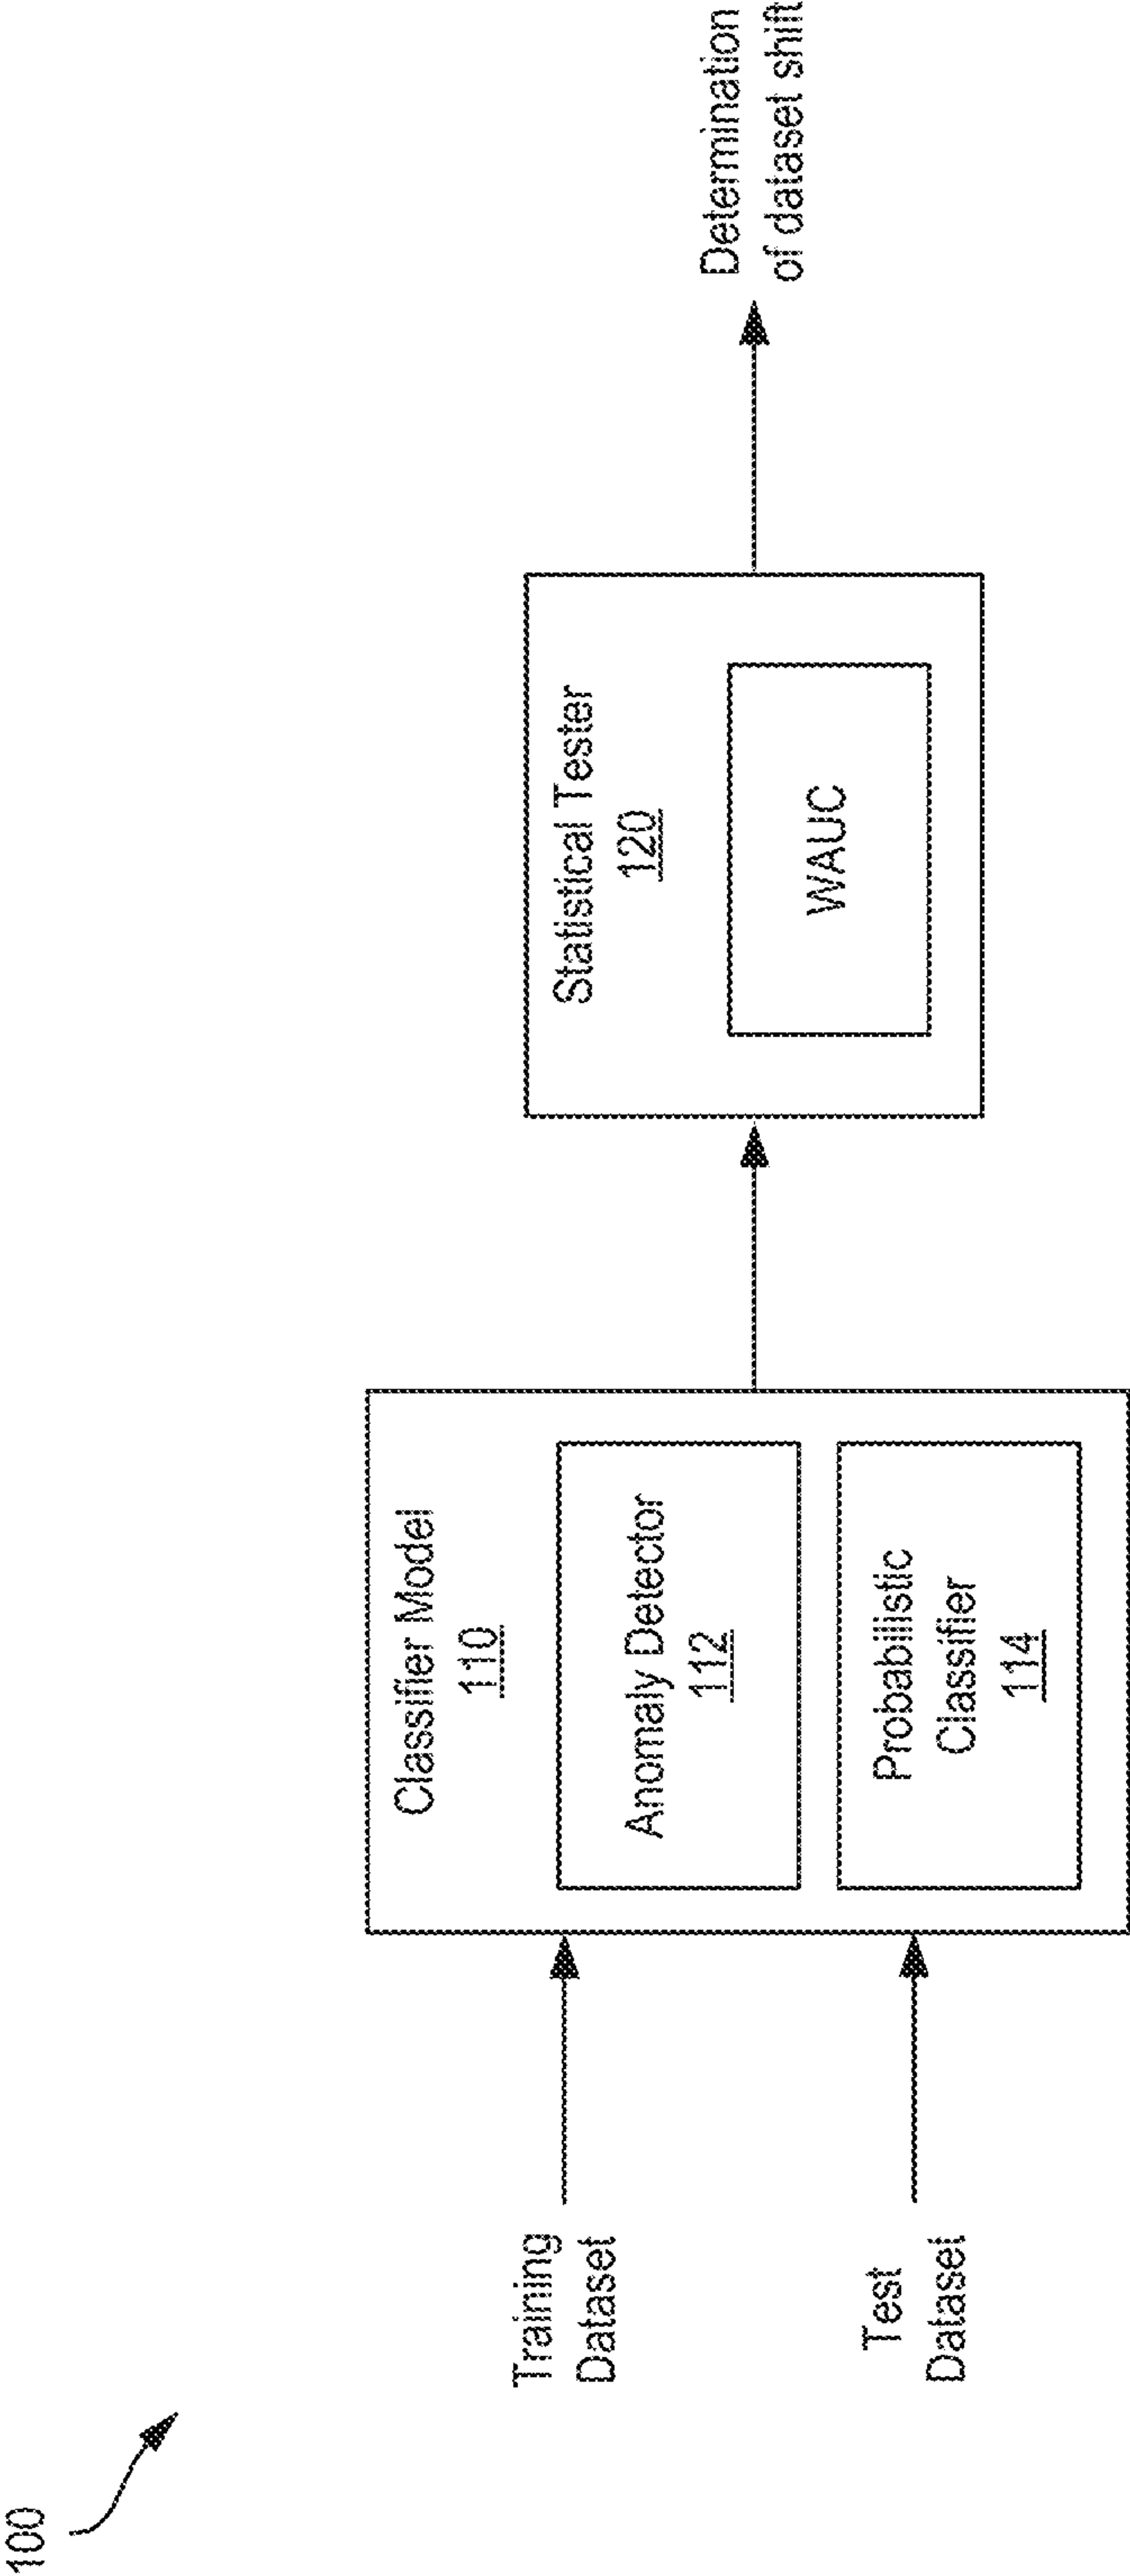 100
Training
Dataset
Test
Dataset
Classifier Model
110
Anomaly Detector
112
Probabilistic
Classifier
114
Statistical Tester
120
WAUC
Determination
of dataset shift